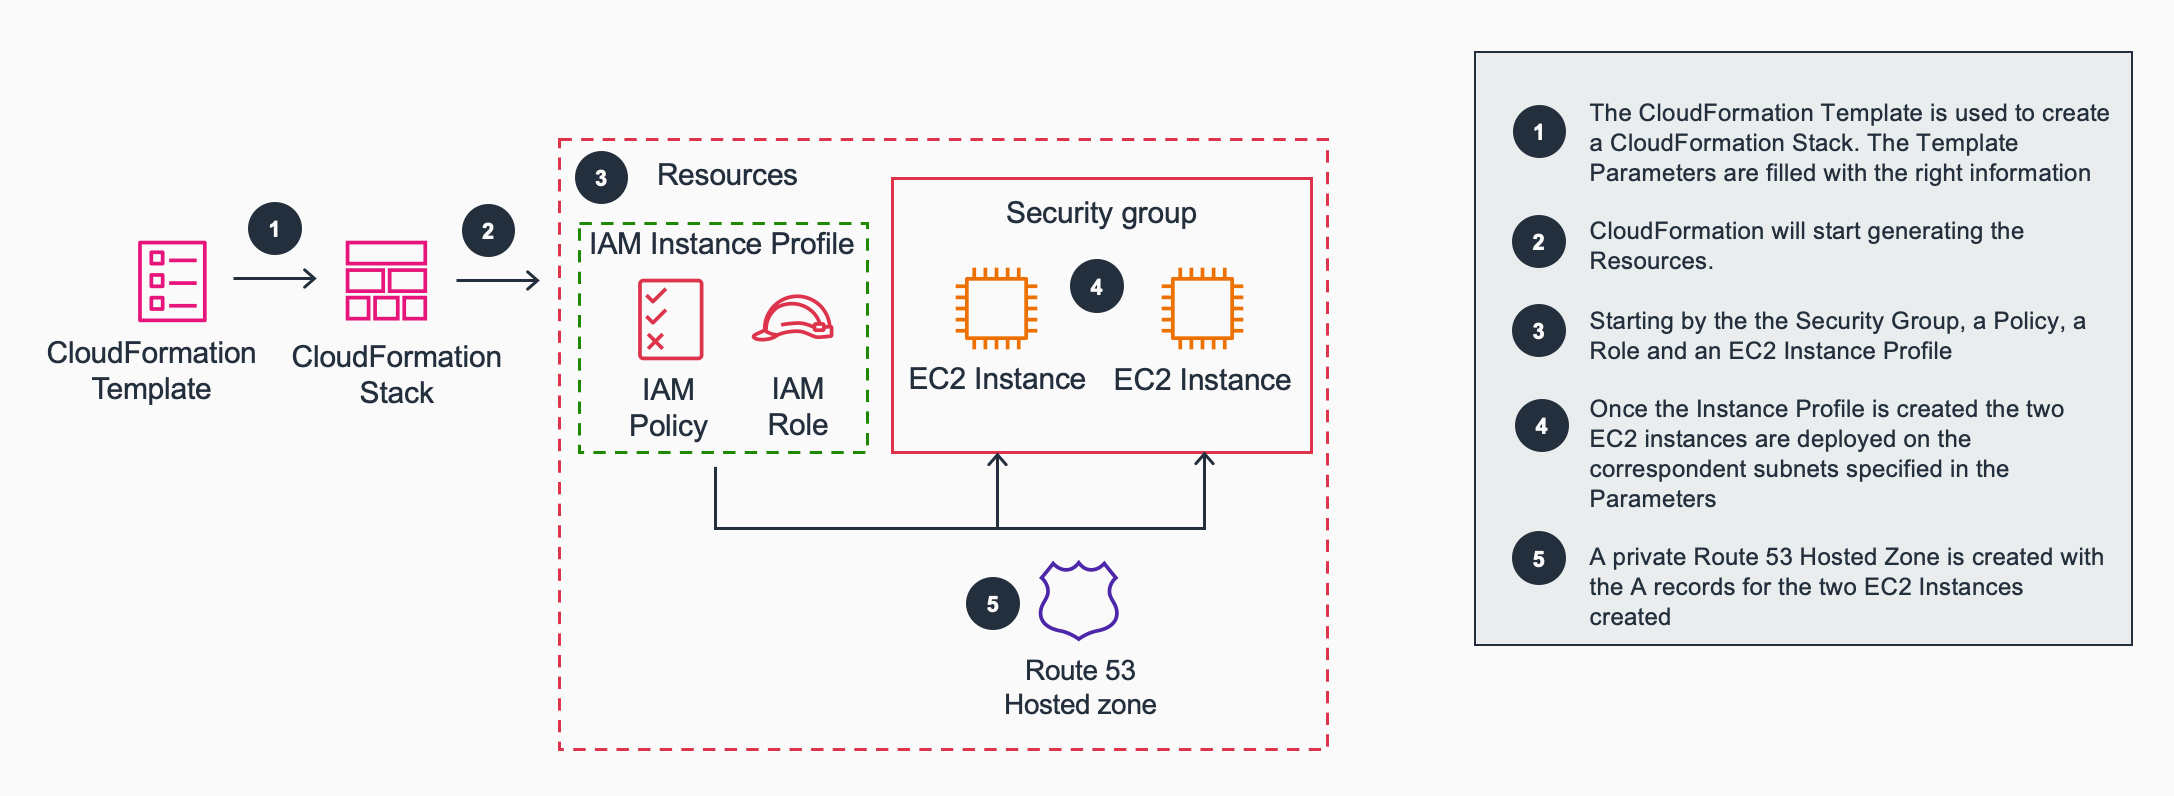 1
CloudFormation
Template
2
CloudFormation
Stack
3
Resources
IAM Instance Profile
IAM
Policy
IAM
Role
Security group
4
EC2 Instance
EC2 Instance
5
Route 53
Hosted zone
1
The CloudFormation Template is used to create
a CloudFormation Stack. The Template
Parameters are filled with the right information
2
CloudFormation will start generating the
Resources.
3
Starting by the the Security Group, a Policy, a
Role and an EC2 Instance Profile
4
Once the Instance Profile is created the two
EC2 instances are deployed on the
correspondent subnets specified in the
Parameters
5
A private Route 53 Hosted Zone is created with
the A records for the two EC2 Instances
created